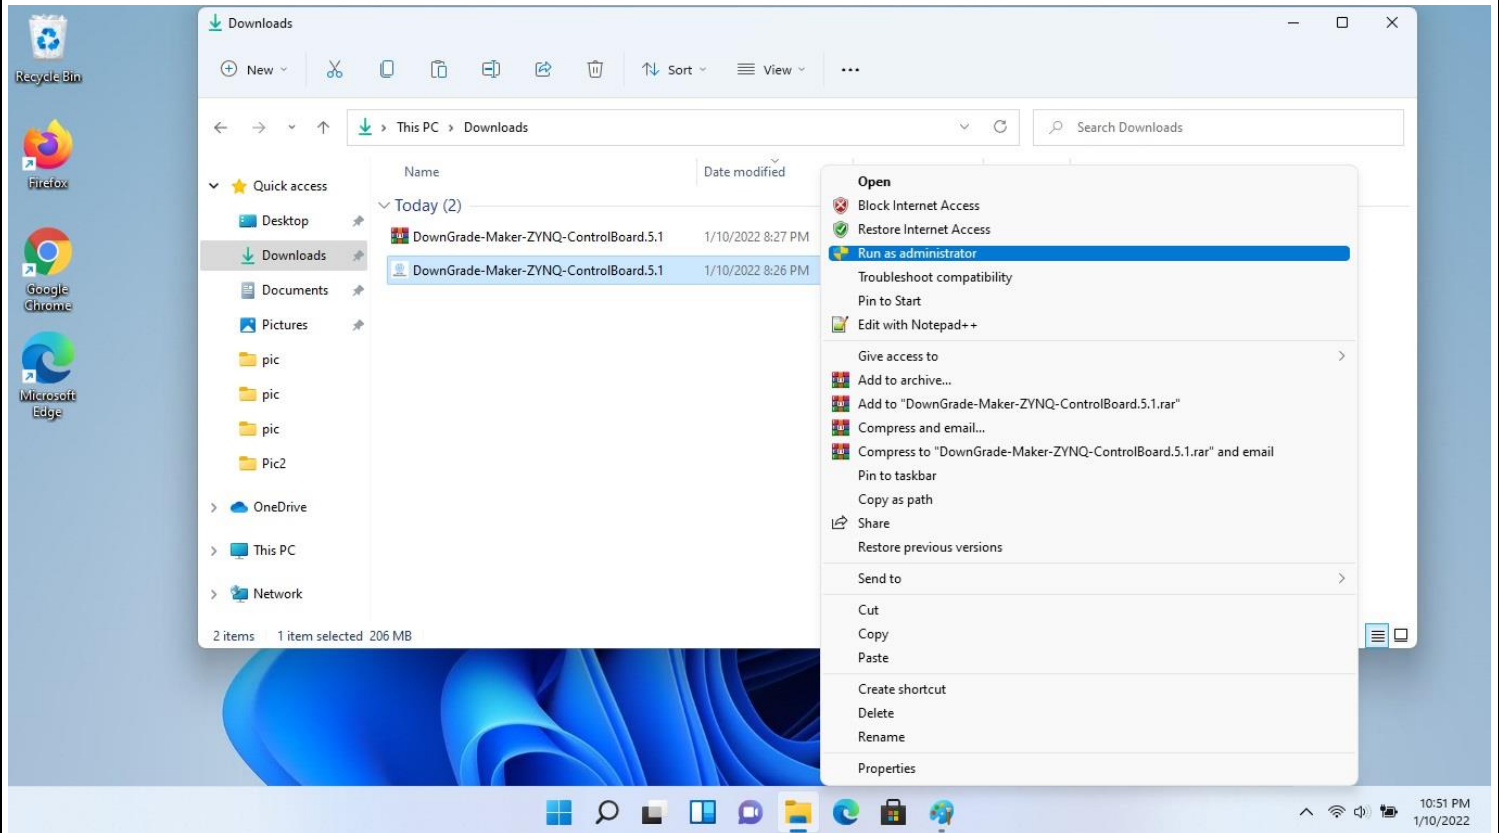 Recycle Bin
Firefox
Google
Chrome
Microsoft
Edge
Downloads
New
Sort
View
This PC
Downloads
Search Downloads
Name
Date modified
Quick access
Desktop
Downloads
Documents
Pictures
pic
pic
pic
Pic2
OneDrive
This PC
Network
Today (2)
DownGrade-Maker-ZYNQ-ControlBoard.5.1 1/10/2022 8:27 PM
DownGrade-Maker-ZYNQ-ControlBoard.5.1 1/10/2022 8:26 PM
Open
Block Internet Access
Restore Internet Access
Run as administrator
Troubleshoot compatibility
Pin to Start
Edit with Notepad++
Give access to
Add to archive...
Add to "DownGrade-Maker-ZYNQ-ControlBoard.5.1.rar"
Compress and email...
Compress to "DownGrade-Maker-ZYNQ-ControlBoard.5.1.rar" and email
Pin to taskbar
Copy as path
Share
Restore previous versions
Send to
Cut
Copy
Paste
Create shortcut
Delete
Rename
Properties
2 items 1 item selected 206 MB
10:51 PM
1/10/2022